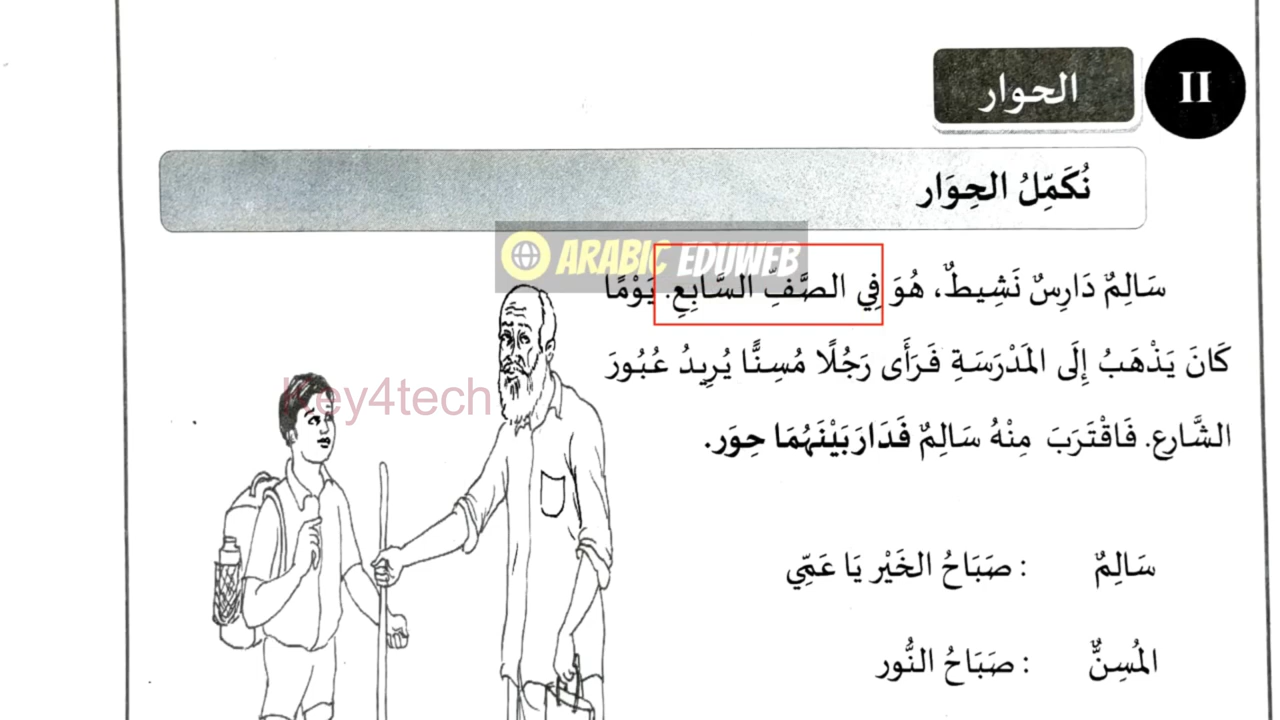 II
الحوار
نُكَمِّلُ الحِوَار
ARABIC EDUWEB
سَالِمٌ دَارِسٌ نَشِيطٌ، هُوَ فِي الصَّفِّ السَّابِعِ. يَوْمًا
كَانَ يَذْهَبُ إِلَى المَدْرَسَةِ فَرَأَى رَجُلًا مُسِنًّا يُرِيدُ عُبُورَ
Key4tech
الشَّارِع. فَاقْتَرَبَ مِنْهُ سَالِمٌ فَدَارَ بَيْنَهُمَا حِوَر.
سَالِمٌ : صَبَاحُ الخَيْر يَا عَمِّي
المُسِنٌّ : صَبَاحُ النُّور